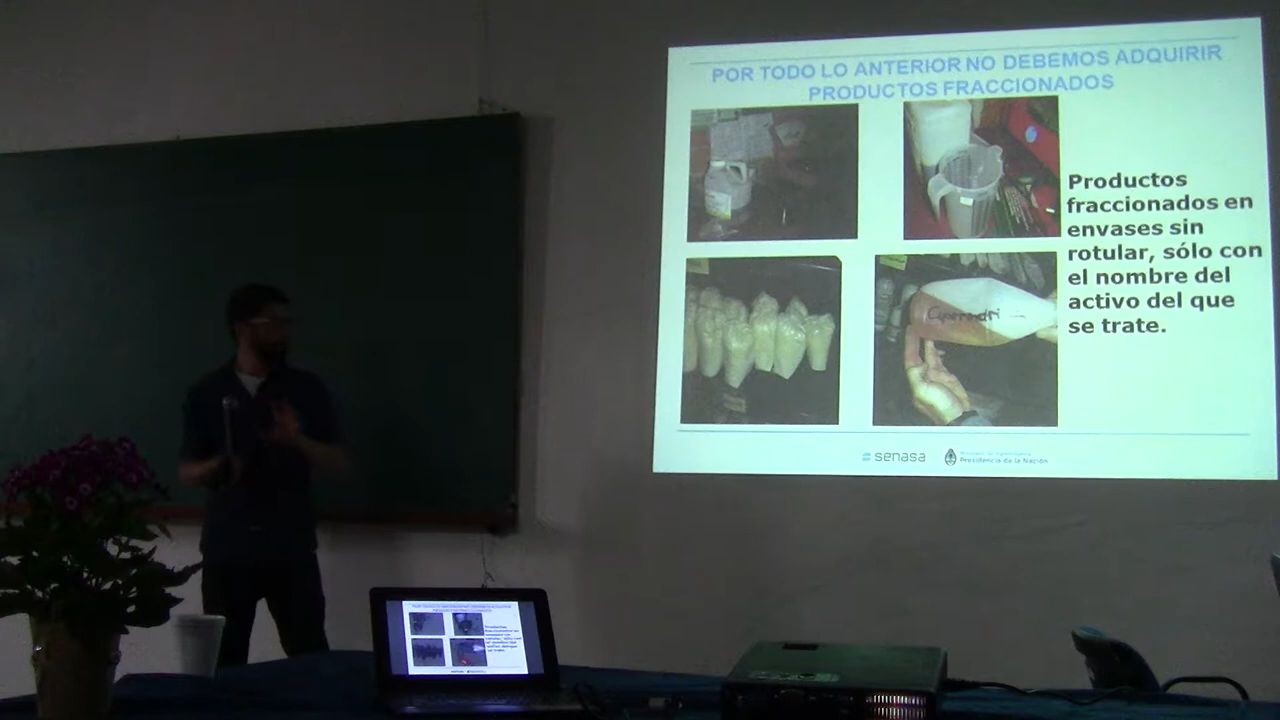 POR TODO LO ANTERIOR NO DEBEMOS ADQUIRIR
PRODUCTOS FRACCIONADOS
Productos
fraccionados en
envases sin
rotular, sólo con
el nombre del
activo del que
se trate.
senasa
Presidencia de la Nación